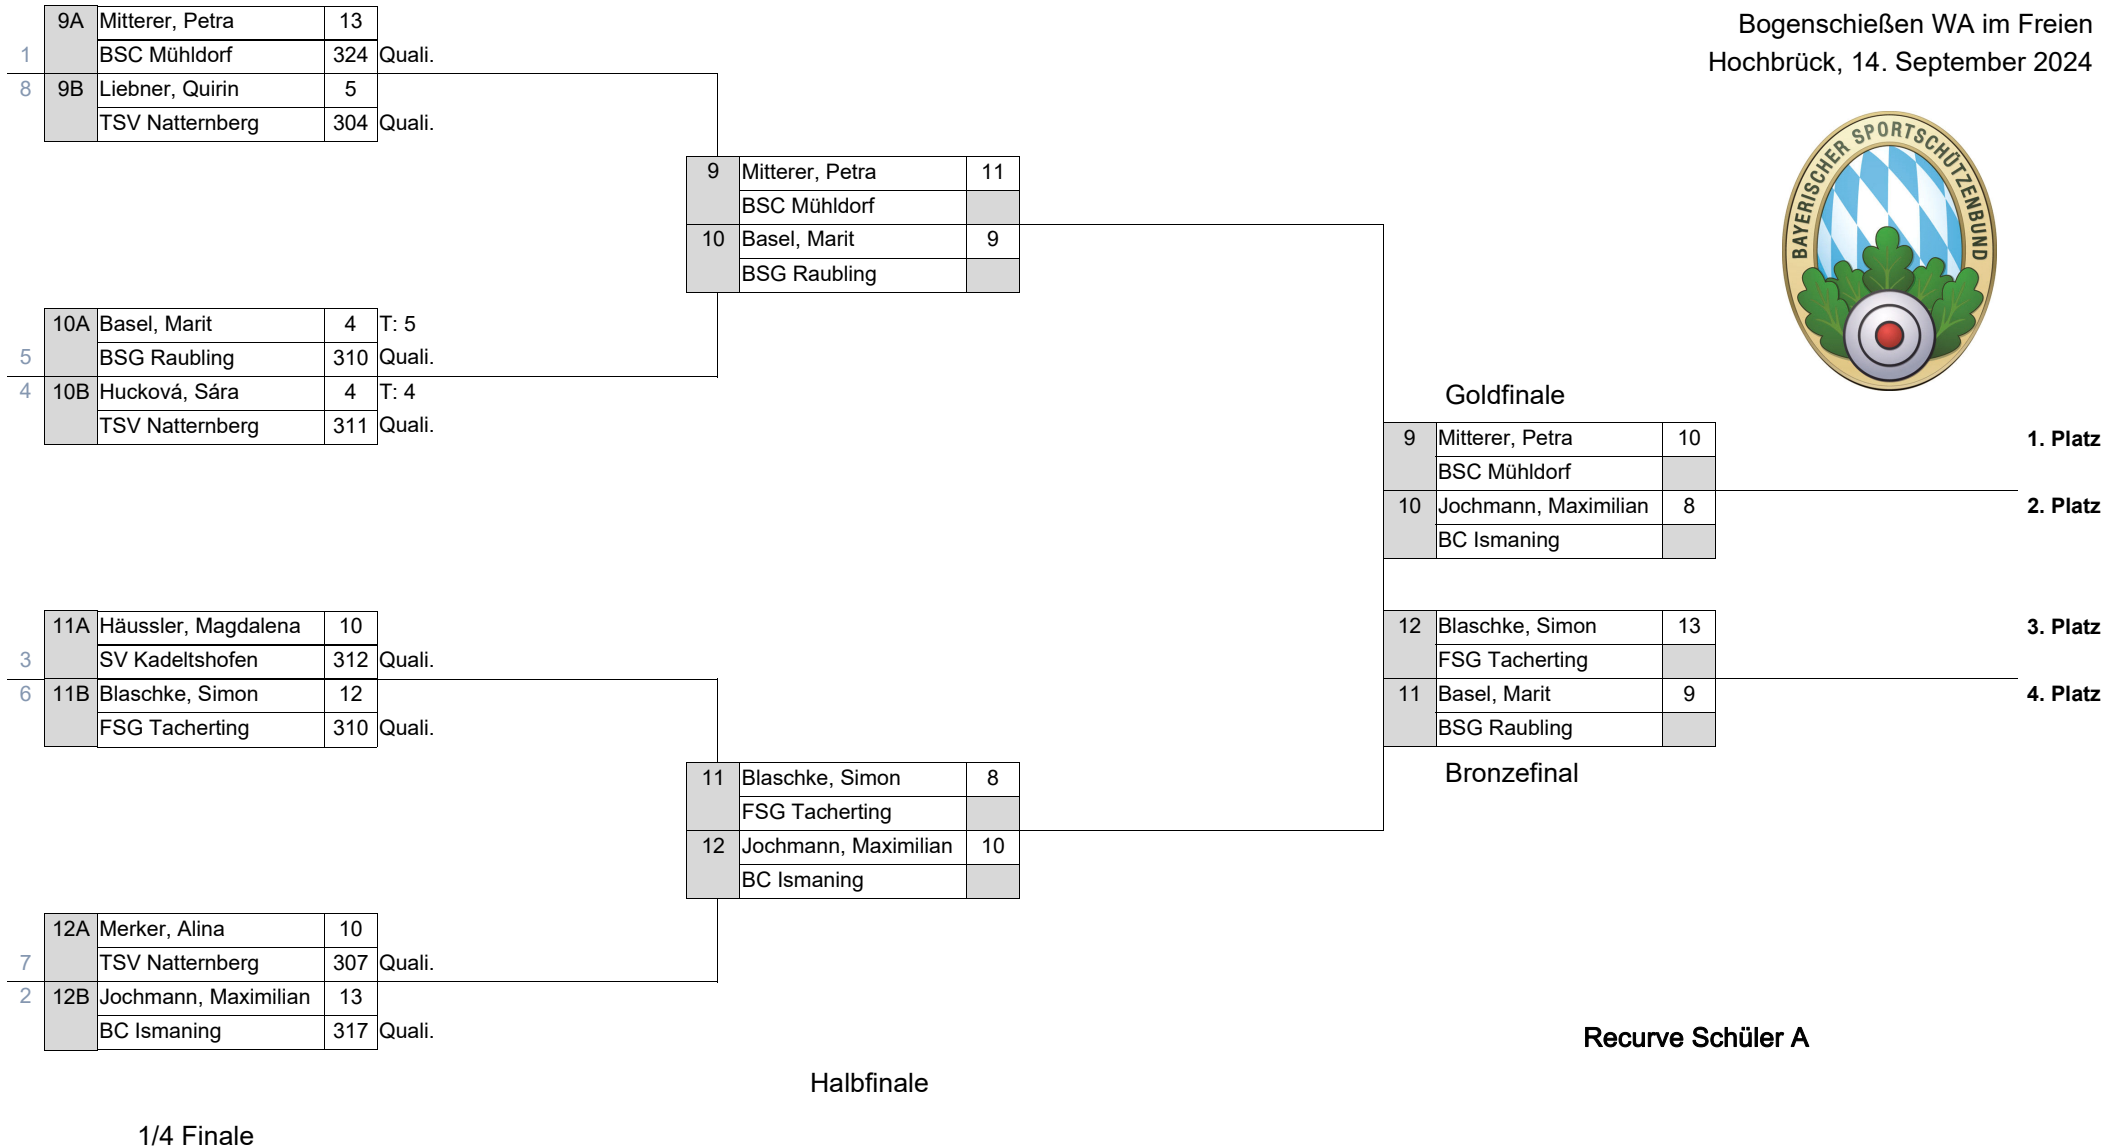 Bogenschießen WA im Freien
Hochbrück, 14. September 2024
BAYERISCHER SPORTSCHÜTZENBUND
9A Mitterer, Petra 13
1 BSC Mühldorf 324 Quali.
8 9B Liebner, Quirin 5
TSV Natternberg 304 Quali.
10A Basel, Marit 4 T: 5
5 BSG Raubling 310 Quali.
4 10B Hucková, Sára 4 T: 4
TSV Natternberg 311 Quali.
11A Häussler, Magdalena 10
3 SV Kadeltshofen 312 Quali.
6 11B Blaschke, Simon 12
FSG Tacherting 310 Quali.
12A Merker, Alina 10
7 TSV Natternberg 307 Quali.
2 12B Jochmann, Maximilian 13
BC Ismaning 317 Quali.
1/4 Finale
9 Mitterer, Petra 11
BSC Mühldorf
10 Basel, Marit 9
BSG Raubling
11 Blaschke, Simon 8
FSG Tacherting
12 Jochmann, Maximilian 10
BC Ismaning
Halbfinale
Goldfinale
9 Mitterer, Petra 10 1. Platz
BSC Mühldorf
10 Jochmann, Maximilian 8 2. Platz
BC Ismaning
12 Blaschke, Simon 13 3. Platz
FSG Tacherting
11 Basel, Marit 9 4. Platz
BSG Raubling
Bronzefinal
Recurve Schüler A